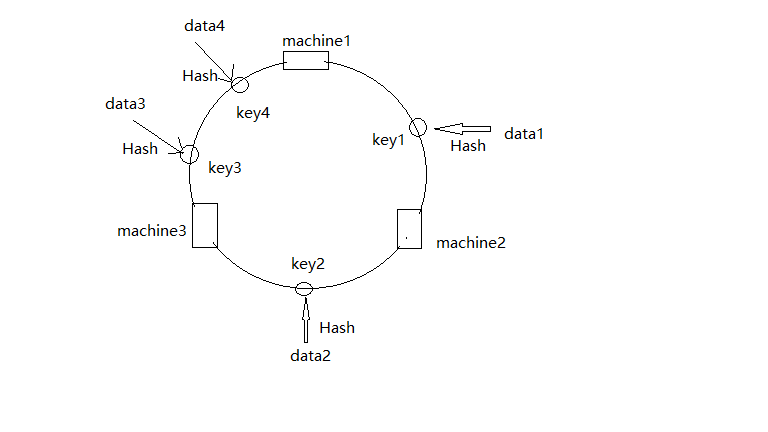 data4
machine1
Hash
data3
key4
key1
data1
Hash
Hash
key3
machine3
machine2
key2
Hash
data2